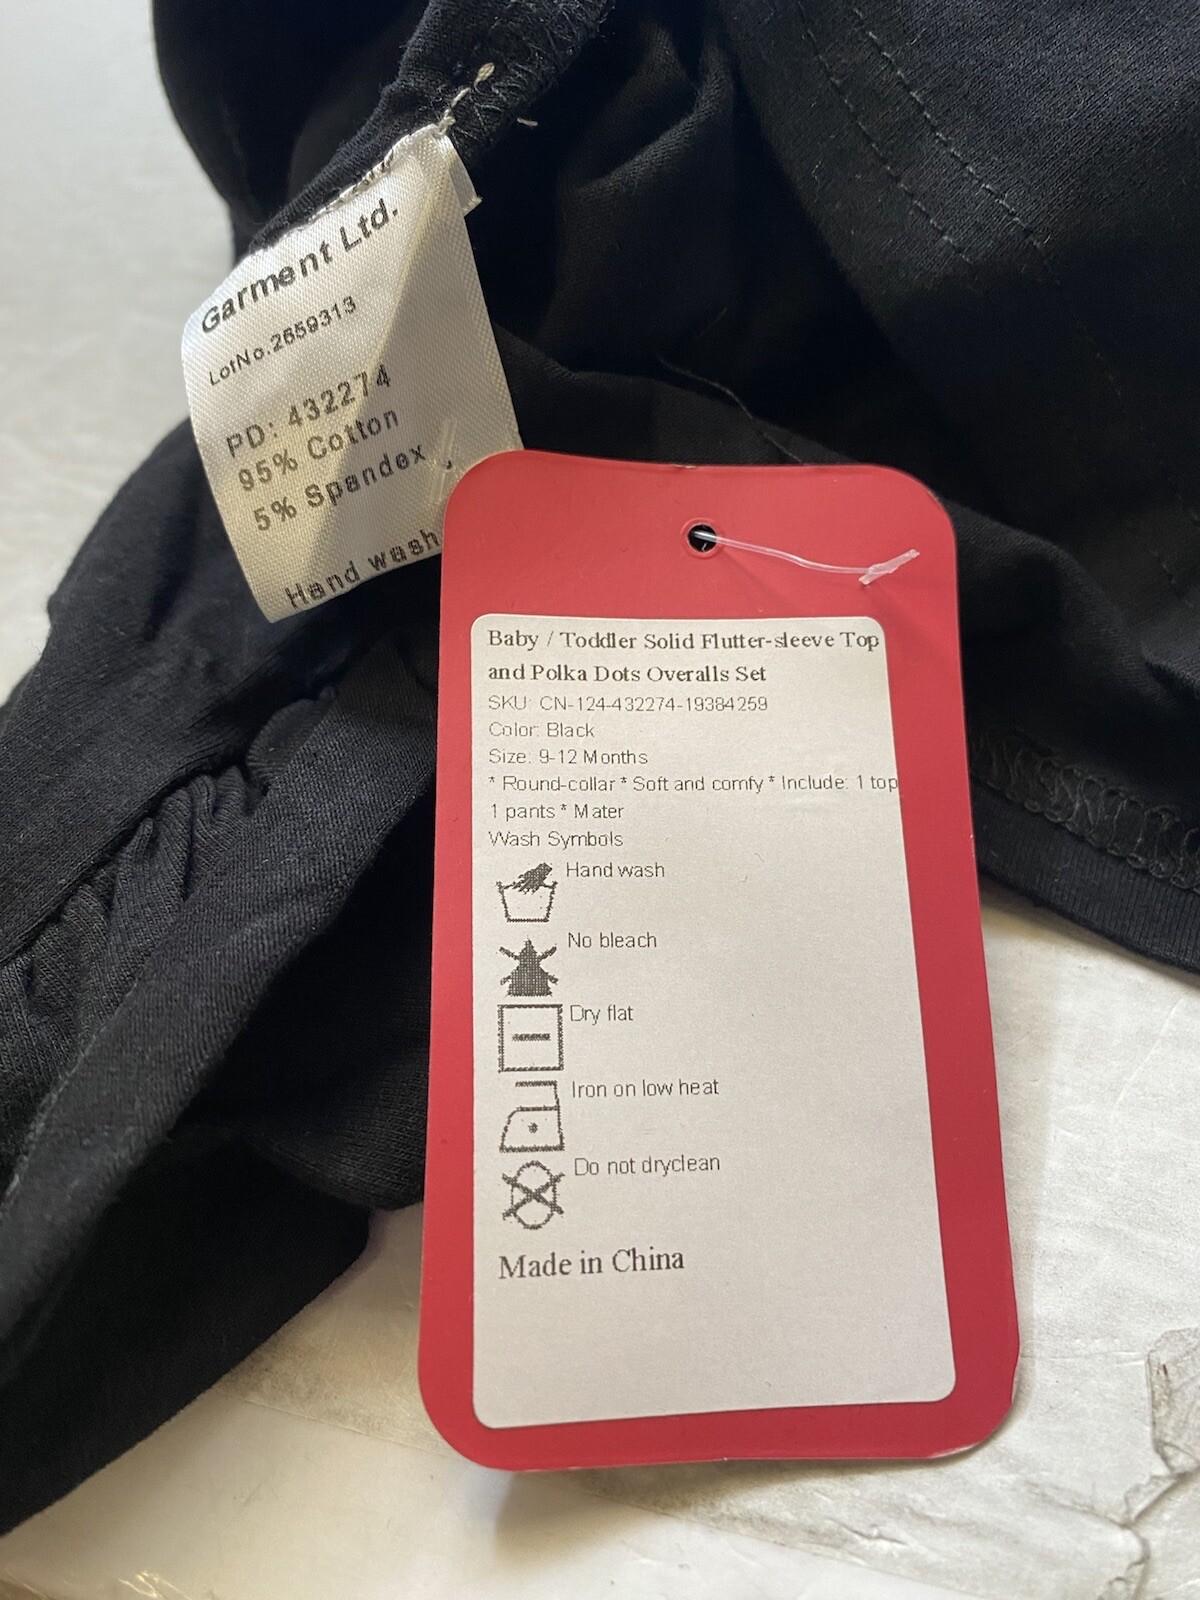 Garment Ltd.
LotNo.2659313
PD: 432274
95% Cotton
5% Spandex
Hand wash
Baby / Toddler Solid Flutter-sleeve Top
and Polka Dots Overalls Set
SKU: CN-124-432274-19384259
Color: Black
Size: 9-12 Months
* Round-collar * Soft and comfy * Include: 1 top
1 pants * Mater
Wash Symbols
Hand wash
No bleach
Dry flat
Iron on low heat
Do not dryclean
Made in China